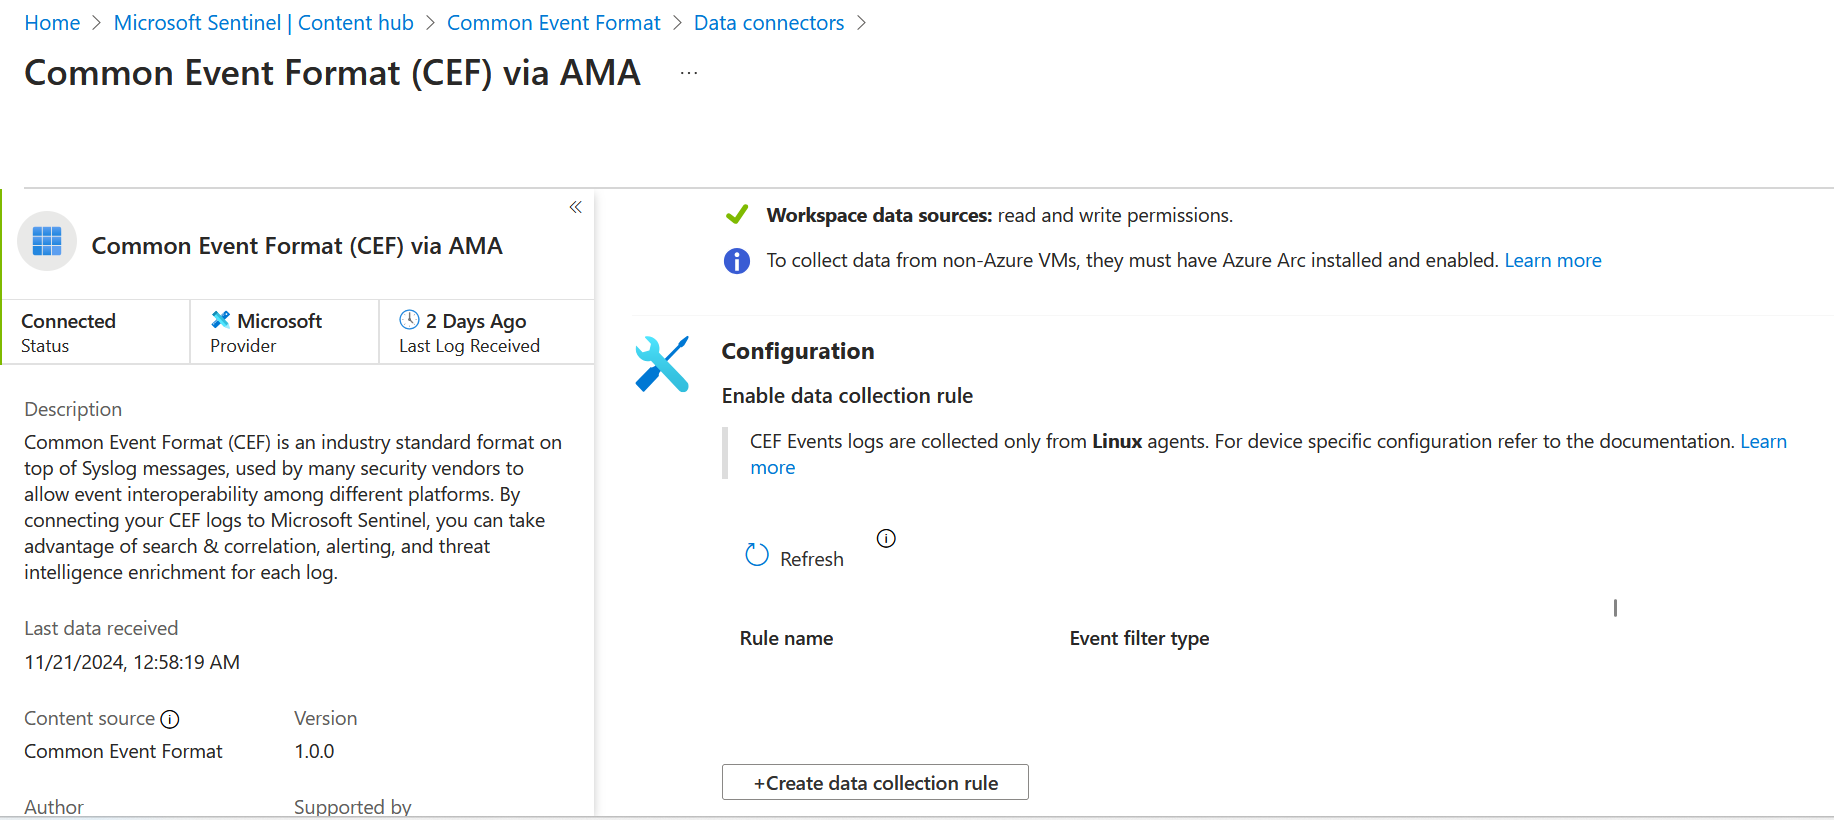 Home > Microsoft Sentinel | Content hub > Common Event Format > Data connectors >
Common Event Format (CEF) via AMA ...
«
Common Event Format (CEF) via AMA
Connected
Status
Microsoft
Provider
2 Days Ago
Last Log Received
Description
Common Event Format (CEF) is an industry standard format on
top of Syslog messages, used by many security vendors to
allow event interoperability among different platforms. By
connecting your CEF logs to Microsoft Sentinel, you can take
advantage of search & correlation, alerting, and threat
intelligence enrichment for each log.
Last data received
11/21/2024, 12:58:19 AM
Content source
Common Event Format
Version
1.0.0
Author
Supported by
Workspace data sources: read and write permissions.
To collect data from non-Azure VMs, they must have Azure Arc installed and enabled. Learn more
Configuration
Enable data collection rule
CEF Events logs are collected only from Linux agents. For device specific configuration refer to the documentation. Learn
more
Refresh
Rule name
Event filter type
+Create data collection rule